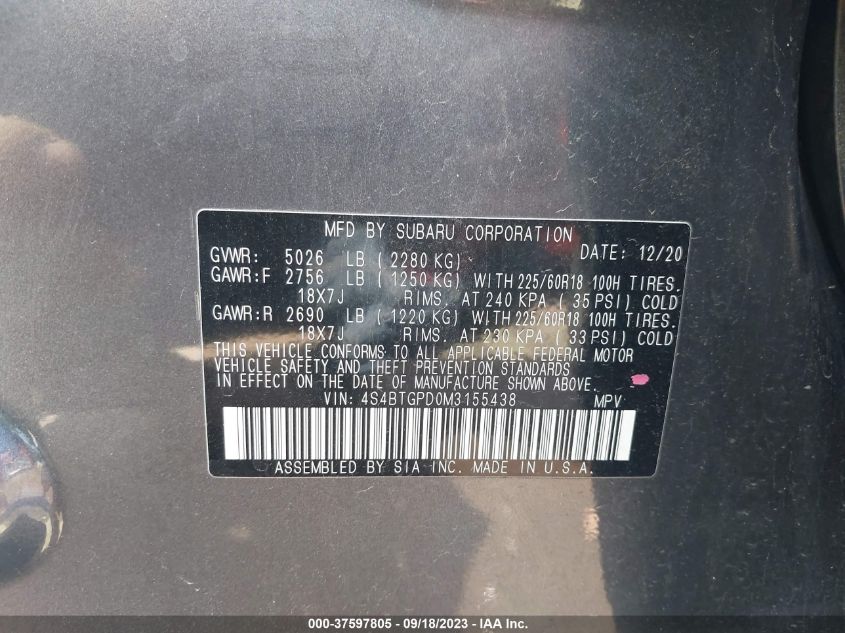 MFD BY SUBARU CORPORATION DATE: 12/20
GVWR: 5026 LB ( 2280 KG)
GAWR:F 2756 LB ( 1250 KG) WITH 225/60R18 100H TIRES.
18X7J RIMS. AT 240 KPA ( 35 PSI) COLD
GAWR:R 2690 LB ( 1220 KG) WITH 225/60R18 100H TIRES.
18X7J RIMS. AT 230 KPA ( 33 PSI) COLD
THIS VEHICLE CONFORMS TO ALL APPLICABLE FEDERAL MOTOR
VEHICLE SAFETY AND THEFT PREVENTION STANDARDS
IN EFFECT ON THE DATE OF MANUFACTURE SHOWN ABOVE.
VIN: 4S4BTGPD0M3155438 MPV
ASSEMBLED BY SIA INC. MADE IN U.S.A.
000-37597805 - 09/18/2023 - IAA Inc.